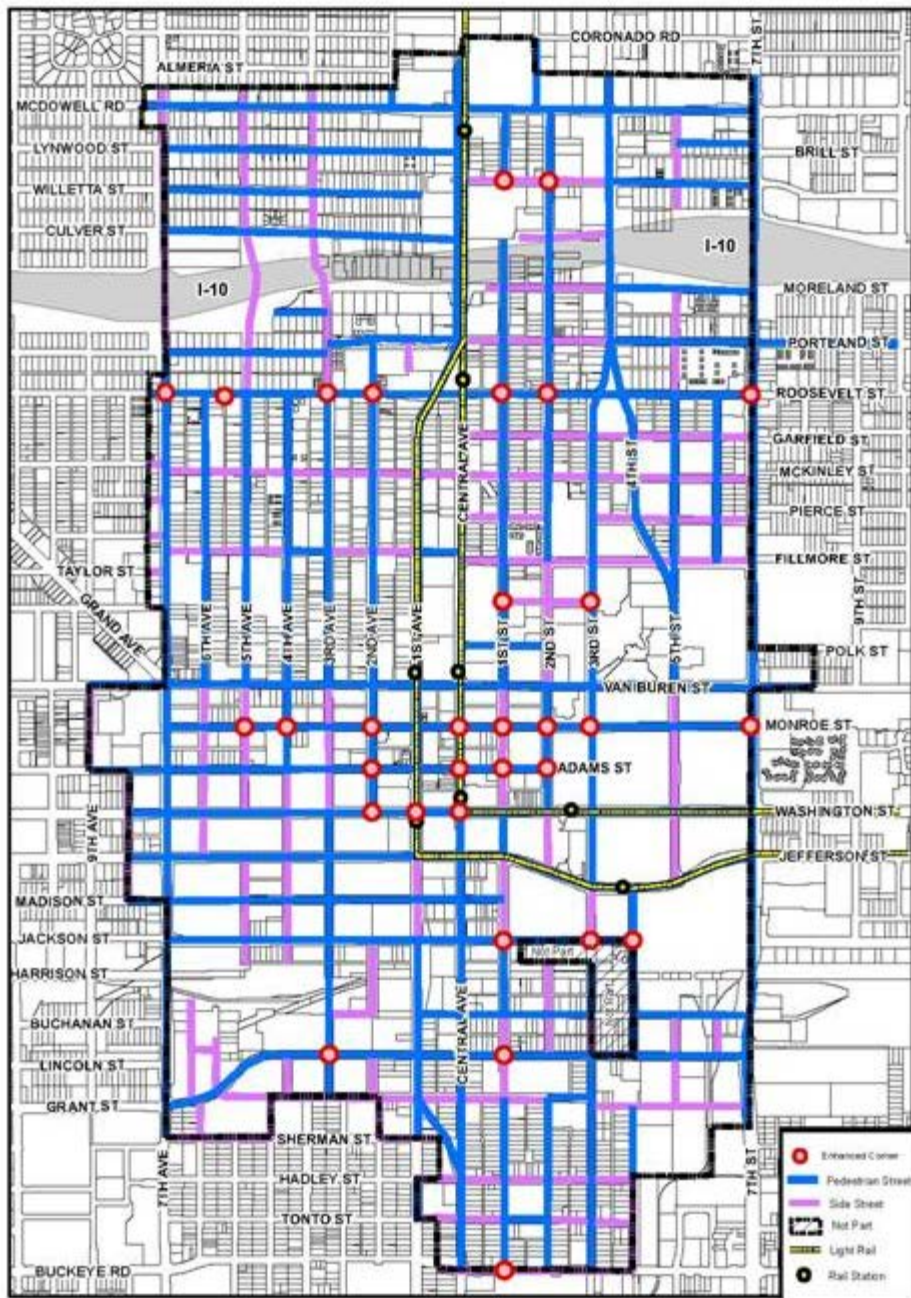 CORONADO RD
7TH ST
ALMERIA ST
MCDOWELL RD
LYNWOOD ST
BRILL ST
WILLETTA ST
CULVER ST
I-10
I-10
MORELAND ST
PORTLAND ST
ROOSEVELT ST
GARFIELD ST
4TH ST
CENTRAL AVE
MCKINLEY ST
PIERCE ST
FILLMORE ST
TAYLOR ST
GRAND AVE
9TH ST
6TH AVE
5TH AVE
4TH AVE
3RD AVE
2ND AVE
1ST AVE
1ST ST
2ND ST
3RD ST
5TH ST
POLK ST
VAN BUREN ST
MONROE ST
ADAMS ST
WASHINGTON ST
9TH AVE
JEFFERSON ST
MADISON ST
JACKSON ST
Not Part
Not Part
HARRISON ST
BUCHANAN ST
CENTRAL AVE
LINCOLN ST
GRANT ST
SHERMAN ST
7TH AVE
7TH ST
HADLEY ST
TONTO ST
BUCKEYE RD
Enhanced Corner
Pedestrian Street
Side Street
Not Part
Light Rail
Rail Station